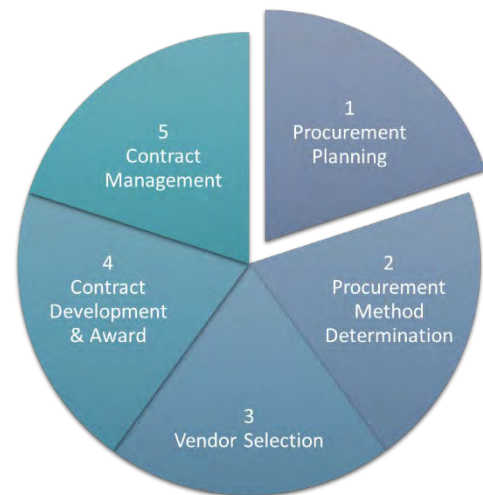 1
Procurement
Planning
2
Procurement
Method
Determination
3
Vendor Selection
4
Contract
Development
& Award
5
Contract
Management